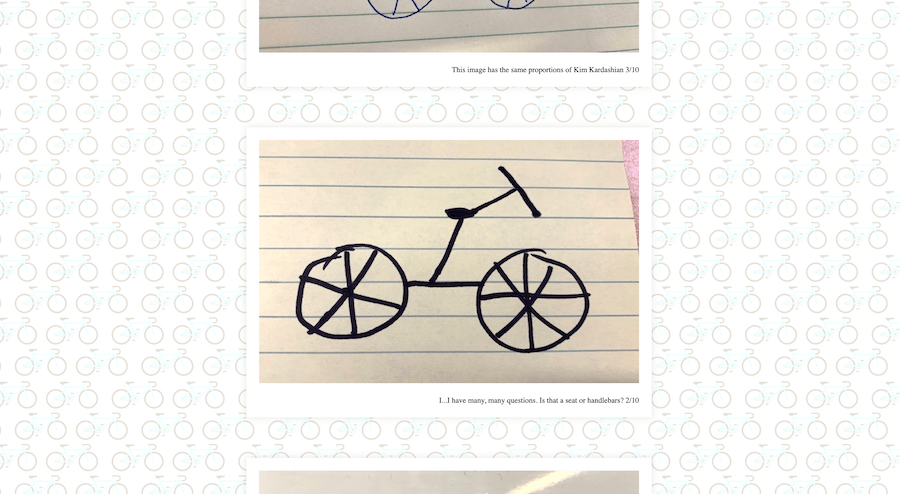 This image has the same proportions of Kim Kardashian 3/10
I...I have many, many questions. Is that a seat or handlebars? 2/10